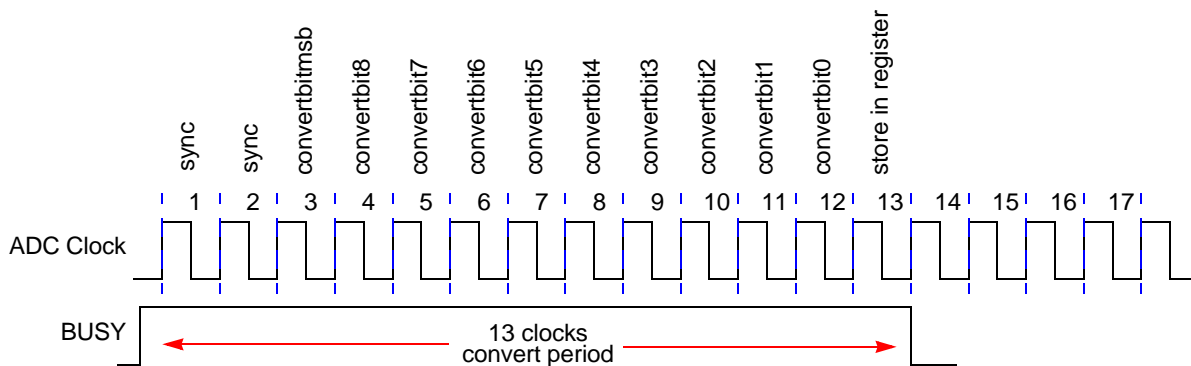 sync
sync
convertbitmsb
convertbit8
convertbit7
convertbit6
convertbit5
convertbit4
convertbit3
convertbit2
convertbit1
convertbit0
store in register
1 2 3 4 5 6 7 8 9 10 11 12 13 14 15 16 17
ADC Clock
BUSY
13 clocks
convert period